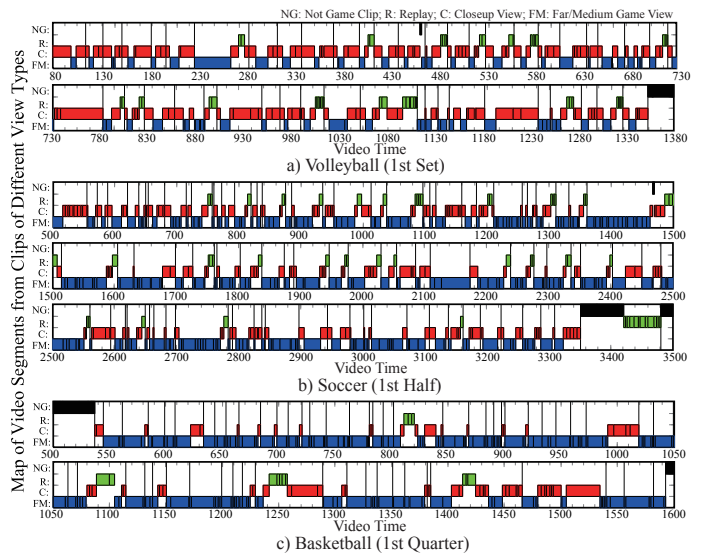 NG: Not Game Clip; R: Replay; C: Closeup View; FM: Far/Medium Game View
Map of Video Segments from Clips of Different View Types
NG:
R:
C:
FM:
80 130 180 230 280 330 380 430 480 530 580 630 680 730
NG:
R:
C:
FM:
730 780 830 880 930 980 1030 1080 1130 1180 1230 1280 1330 1380
Video Time
a) Volleyball (1st Set)
NG:
R:
C:
FM:
500 600 700 800 900 1000 1100 1200 1300 1400 1500
NG:
R:
C:
FM:
1500 1600 1700 1800 1900 2000 2100 2200 2300 2400 2500
NG:
R:
C:
FM:
2500 2600 2700 2800 2900 3000 3100 3200 3300 3400 3500
Video Time
b) Soccer (1st Half)
NG:
R:
C:
FM:
500 550 600 650 700 750 800 850 900 950 1000 1050
NG:
R:
C:
FM:
1050 1100 1150 1200 1250 1300 1350 1400 1450 1500 1550 1600
Video Time
c) Basketball (1st Quarter)